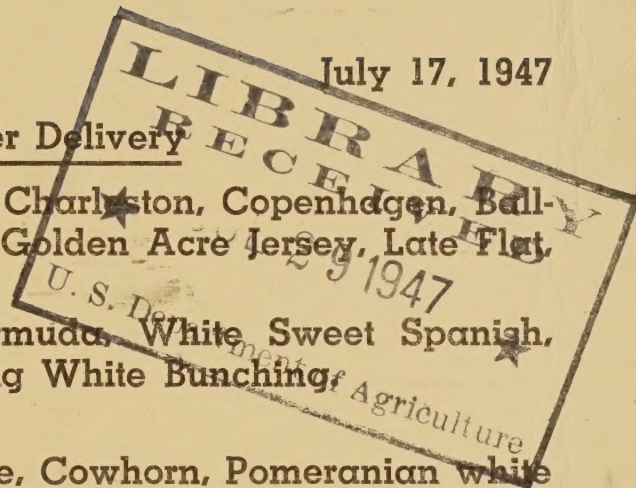 July 17, 1947
Delivery
Charleston, Copenhagen, Ball-
Golden Acre Jersey, Late Flat,
White Sweet Spanish,
White Bunching,
Cowhorn, Pomeranian white
LIBRARY
RECEIVED
29 1947
U. S. Department of Agriculture